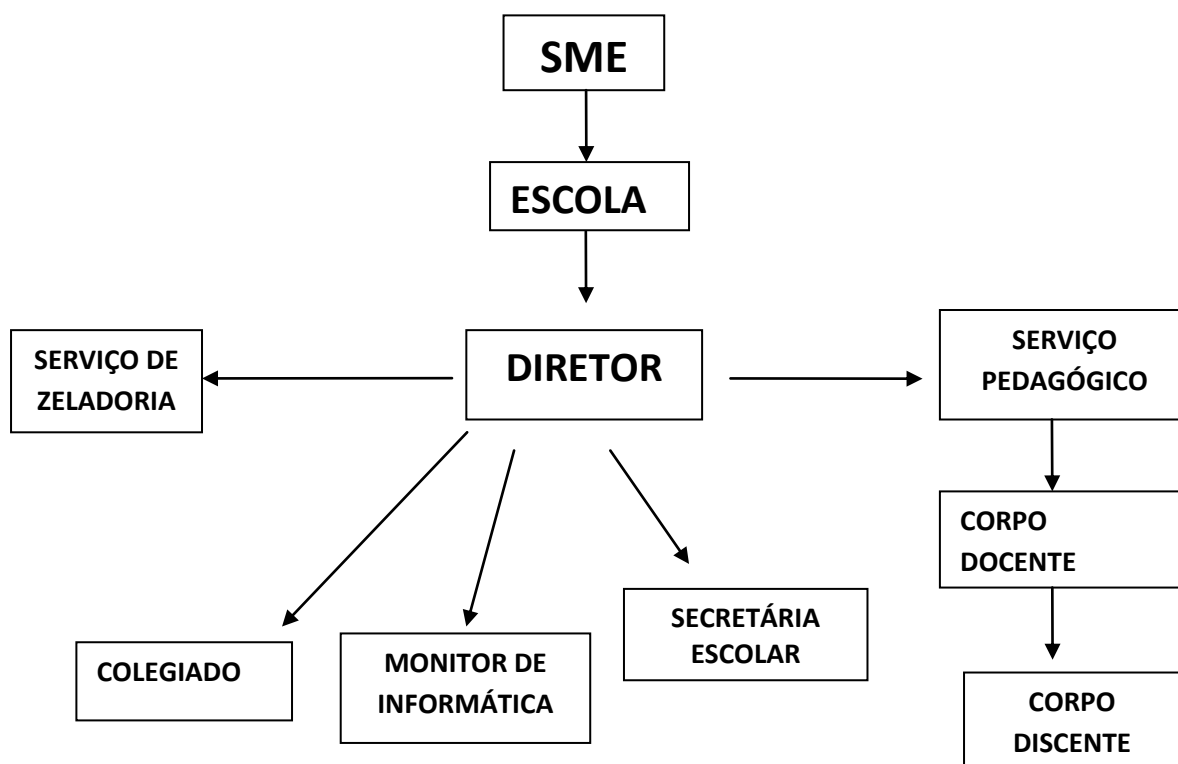 SME
ESCOLA
SERVIÇO DE
ZELADORIA
DIRETOR
SERVIÇO
PEDAGÓGICO
CORPO
DOCENTE
SECRETÁRIA
ESCOLAR
COLEGIADO
MONITOR DE
INFORMÁTICA
CORPO
DISCENTE